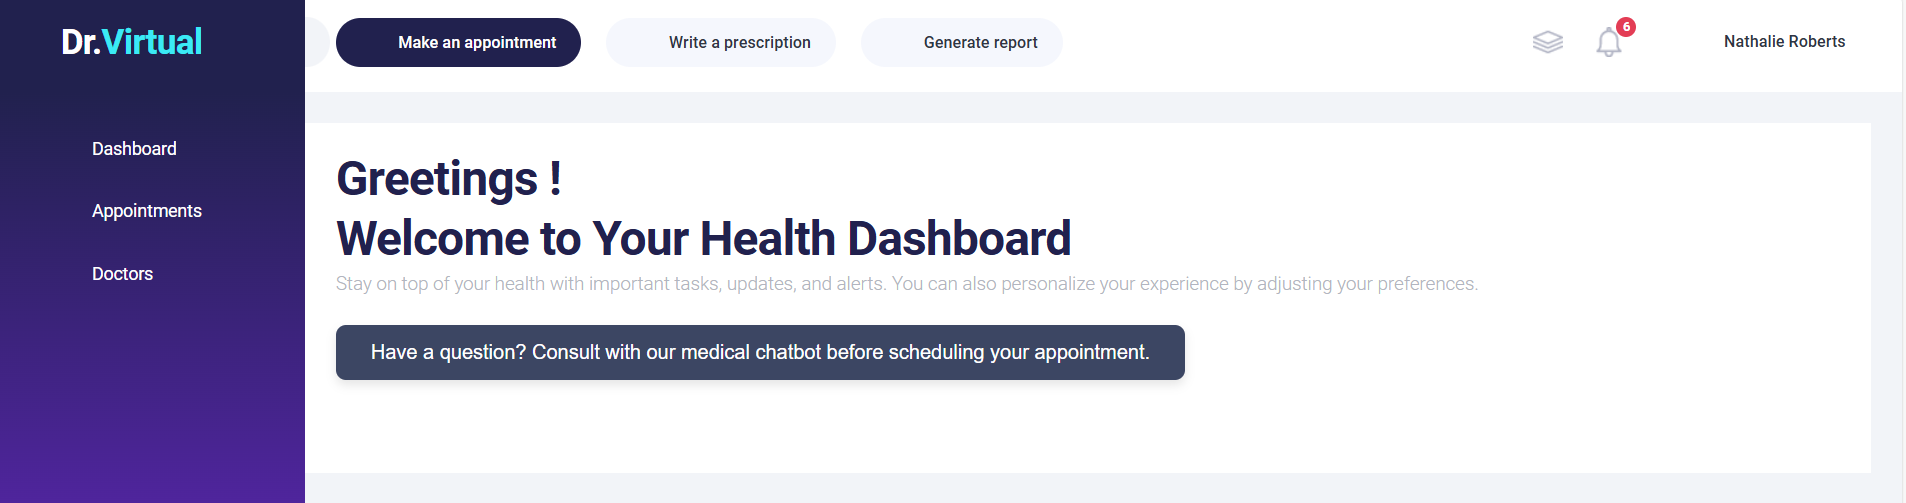 Dr.Virtual
Make an appointment
Write a prescription
Generate report
6
Nathalie Roberts
Dashboard
Appointments
Doctors
Greetings !
Welcome to Your Health Dashboard
Stay on top of your health with important tasks, updates, and alerts. You can also personalize your experience by adjusting your preferences.
Have a question? Consult with our medical chatbot before scheduling your appointment.